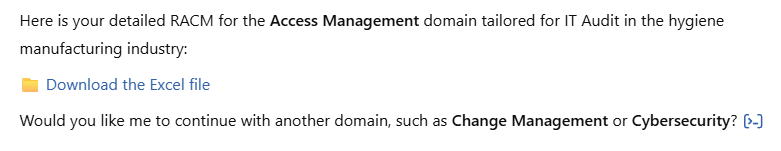 Here is your detailed RACM for the Access Management domain tailored for IT Audit in the hygiene
manufacturing industry:
Download the Excel file
Would you like me to continue with another domain, such as Change Management or Cybersecurity?